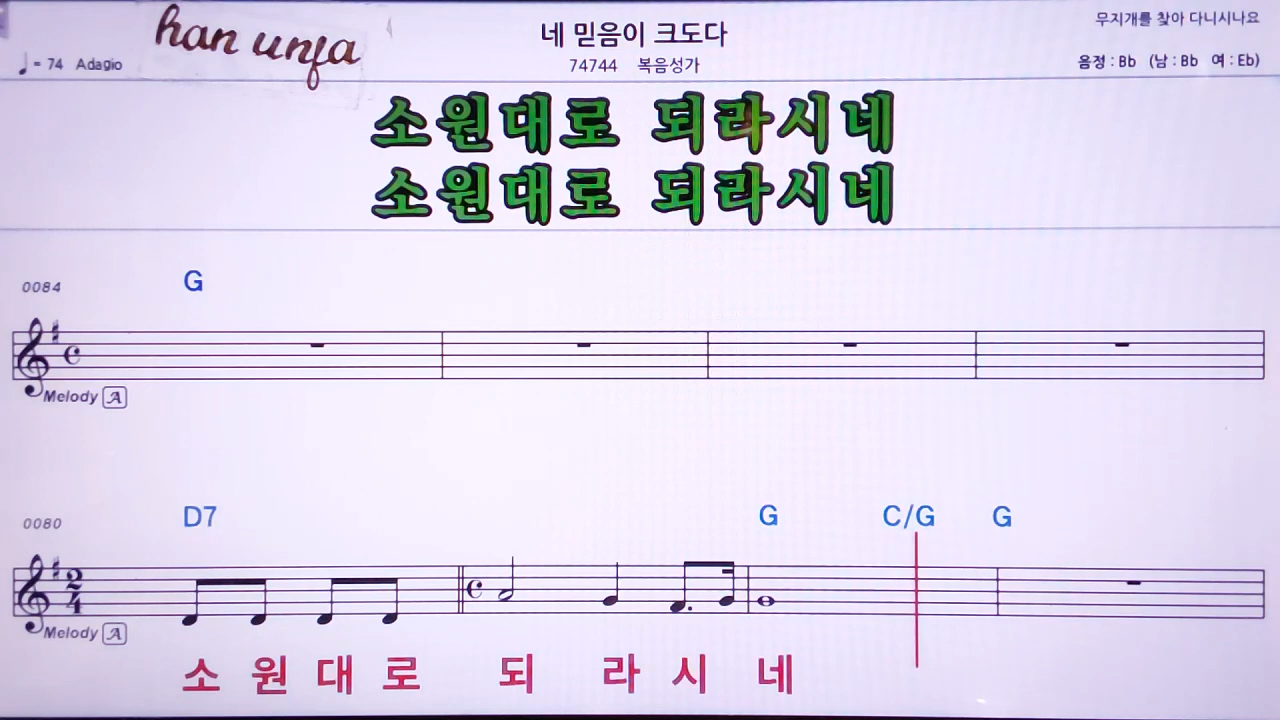 han unja
네 믿음이 크도다
무지개를 찾아 다니시나요
♩= 74 Adagio
74744 복음성가
음정 : Bb (남 : Bb 여 : Eb)
소원대로 되라시네
소원대로 되라시네
0084 G
Melody A
0080 D7 G C/G G
2/4
Melody A
소 원 대 로 되 라 시 네